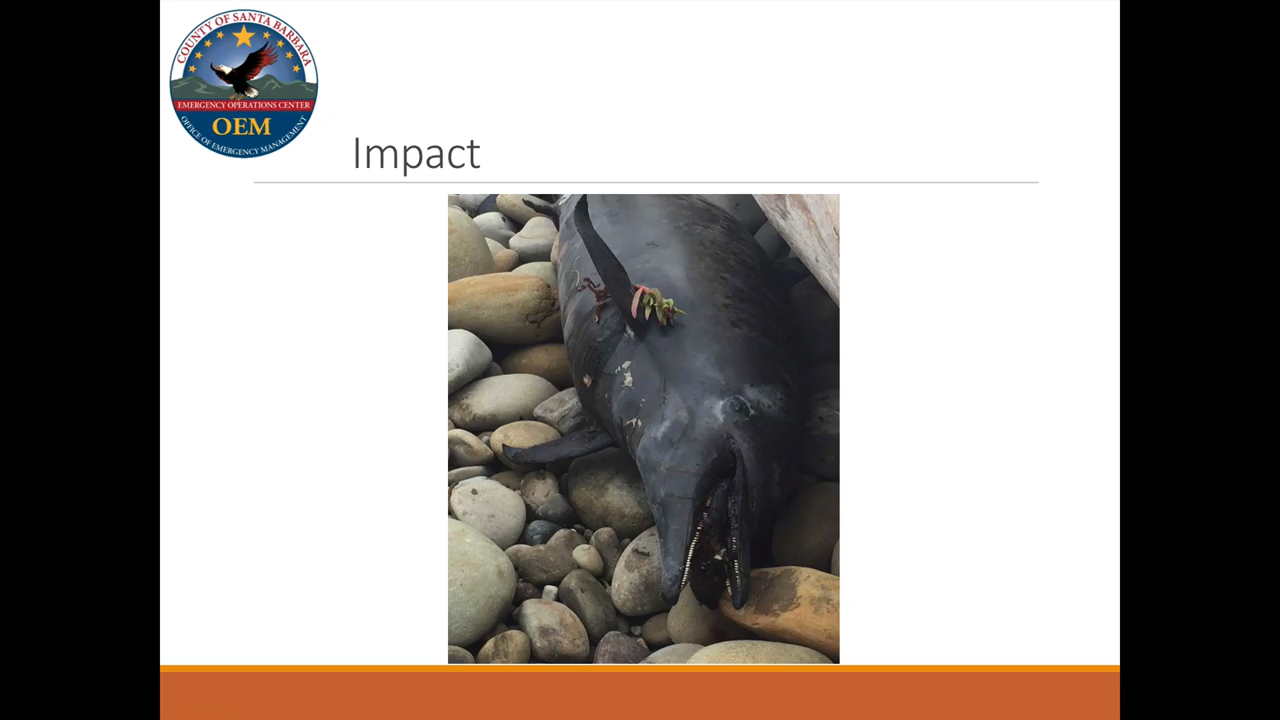 COUNTY OF SANTA BARBARA
EMERGENCY OPERATIONS CENTER
OEM
OFFICE OF EMERGENCY MANAGEMENT
Impact